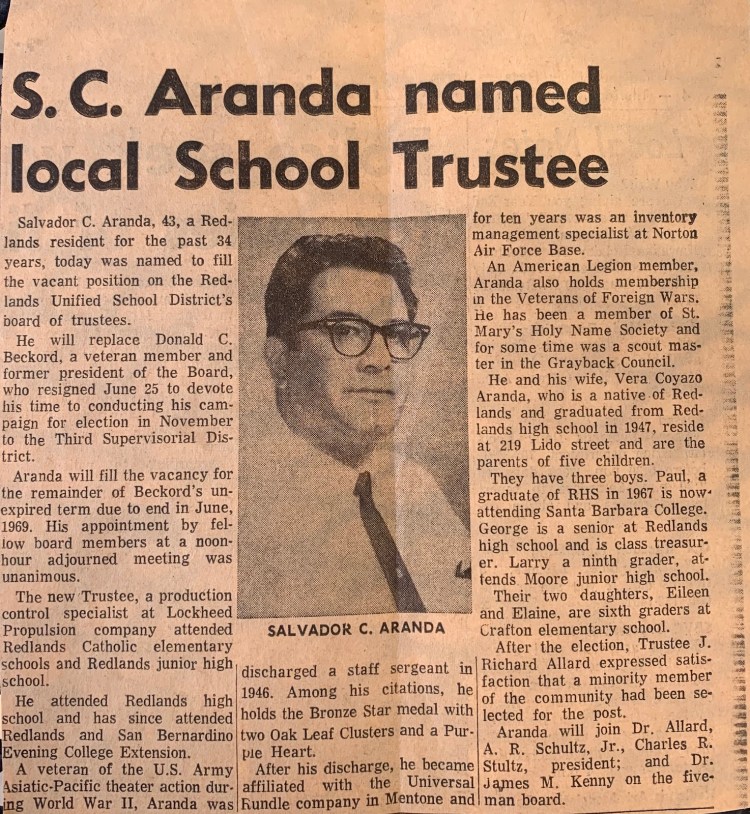 S. C. Aranda named
local School Trustee
Salvador C. Aranda, 43, a Red-
lands resident for the past 34
years, today was named to fill
the vacant position on the Red-
lands Unified School District's
board of trustees.
He will replace Donald C.
Beckord, a veteran member and
former president of the Board,
who resigned June 25 to devote
his time to conducting his cam-
paign for election in November
to the Third Supervisorial Dis-
trict.
Aranda will fill the vacancy for
the remainder of Beckord's un-
expired term due to end in June,
1969. His appointment by fel-
low board members at a noon-
hour adjourned meeting was
unanimous.
The new Trustee, a production
control specialist at Lockheed
Propulsion company attended
Redlands Catholic elementary
schools and Redlands junior high
school.
He attended Redlands high
school and has since attended
Redlands and San Bernardino
Evening College Extension.
A veteran of the U.S. Army
Asiatic-Pacific theater action dur-
ing World War II, Aranda was
SALVADOR C. ARANDA
discharged a staff sergeant in
1946. Among his citations, he
holds the Bronze Star medal with
two Oak Leaf Clusters and a Pur-
ple Heart.
After his discharge, he became
affiliated with the Universal
Rundle company in Mentone and
for ten years was an inventory
management specialist at Norton
Air Force Base.
An American Legion member,
Aranda also holds membership
in the Veterans of Foreign Wars.
He has been a member of St.
Mary's Holy Name Society and
for some time was a scout mas-
ter in the Grayback Council.
He and his wife, Vera Coyazo
Aranda, who is a native of Red-
lands and graduated from Red-
lands high school in 1947, reside
at 219 Lido street and are the
parents of five children.
They have three boys. Paul, a
graduate of RHS in 1967 is now
attending Santa Barbara College.
George is a senior at Redlands
high school and is class treasur-
er. Larry a ninth grader, at-
tends Moore junior high school.
Their two daughters, Eileen
and Elaine, are sixth graders at
Crafton elementary school.
After the election, Trustee J.
Richard Allard expressed satis-
faction that a minority member
of the community had been se-
lected for the post.
Aranda will join Dr. Allard,
A. R. Schultz, Jr., Charles R.
Stultz, president; and Dr.
James M. Kenny on the five-
man board.